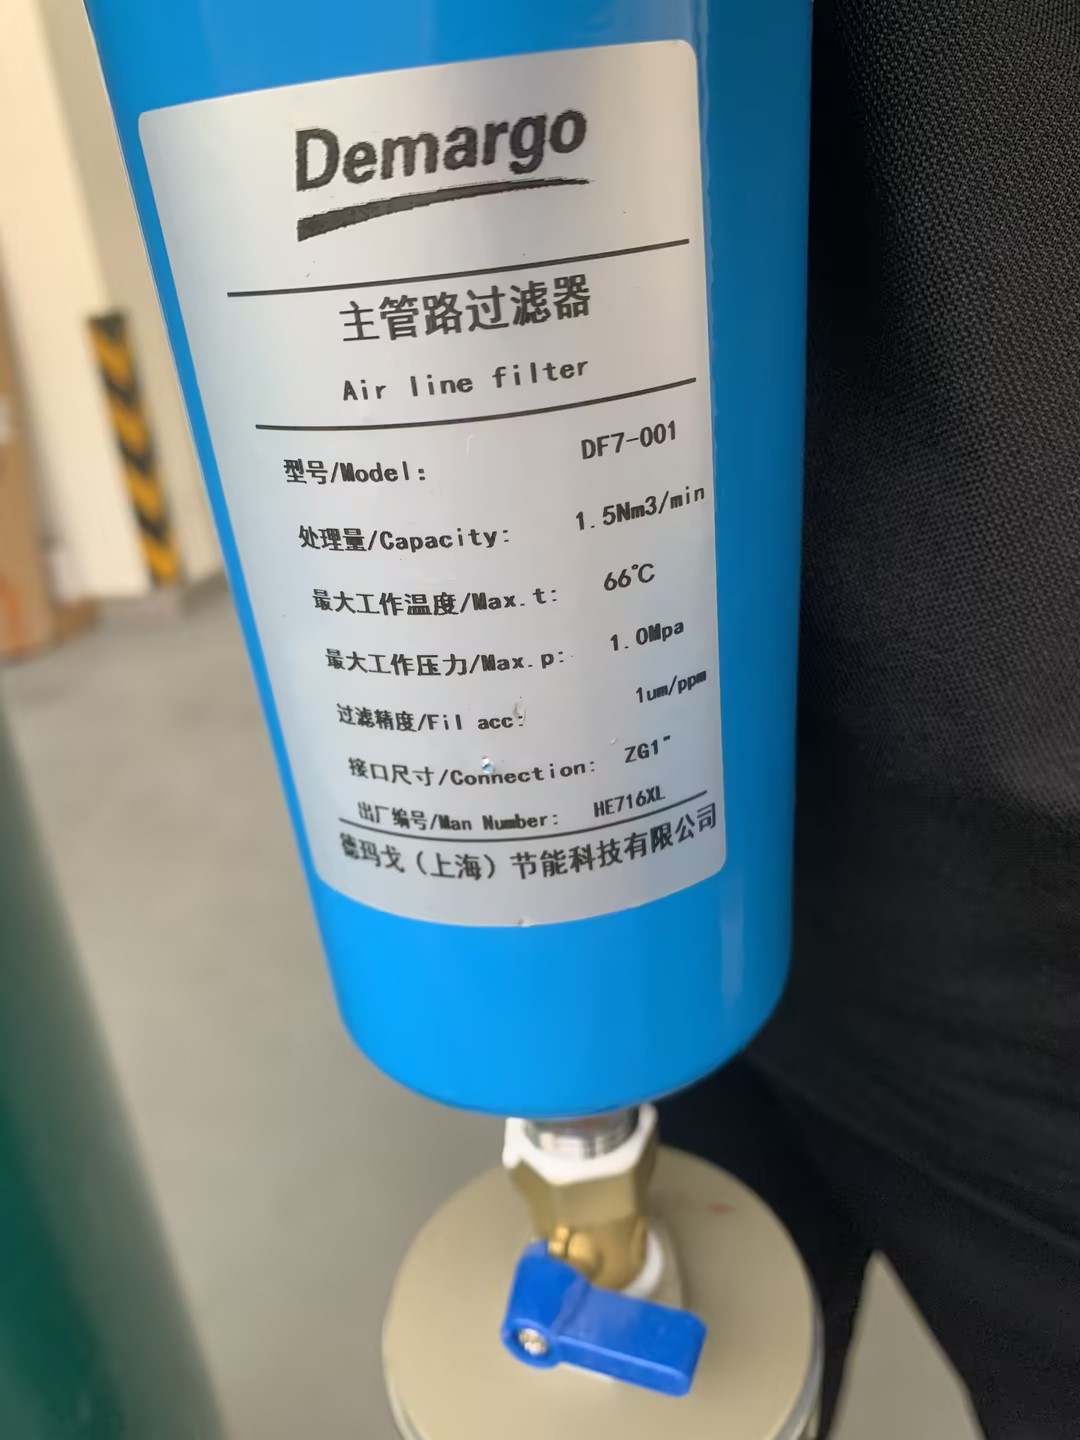 Demargo
主管路过滤器
Air line filter
型号/Model: DF7-001
处理量/Capacity: 1.5Nm3/min
最大工作温度/Max.t: 66℃
最大工作压力/Max.p: 1.0Mpa
过滤精度/Fil acc: 1um/ppm
接口尺寸/Connection: ZG1"
出厂编号/Man Number: HE716XL
德玛戈（上海）节能科技有限公司